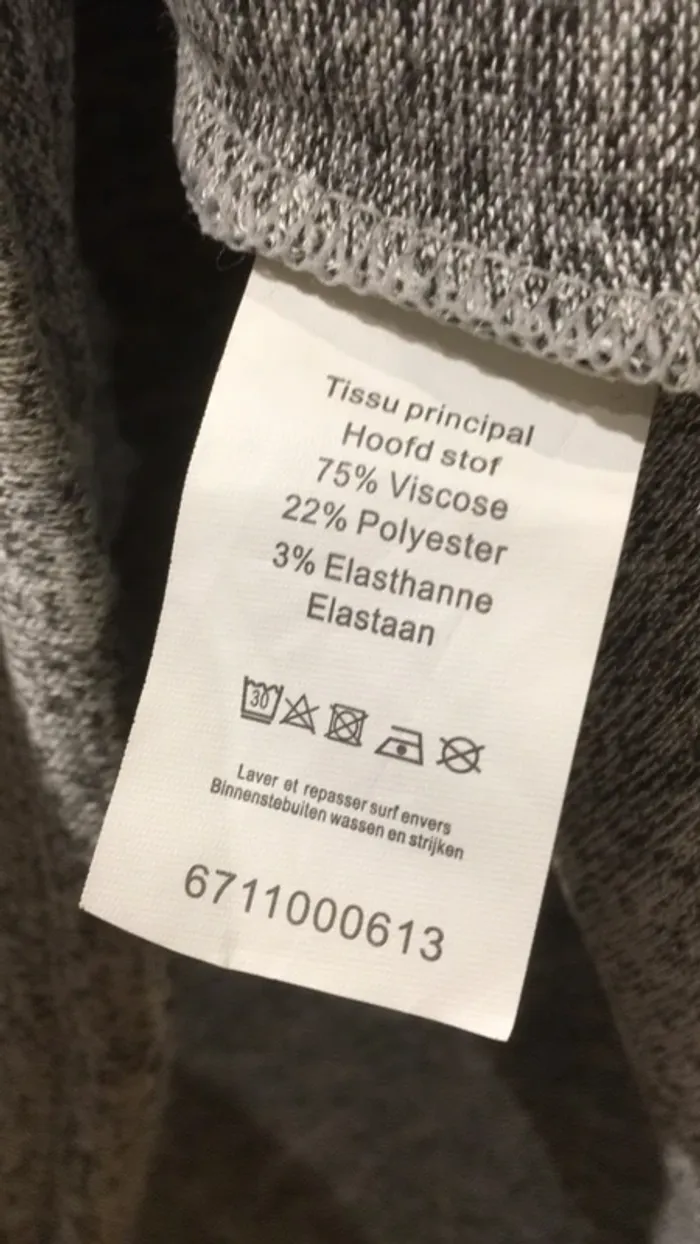 Tissu principal
Hoofd stof
75% Viscose
22% Polyester
3% Elasthanne
Elastaan
30
Laver et repasser surf envers
Binnenstebuiten wassen en strijken
6711000613